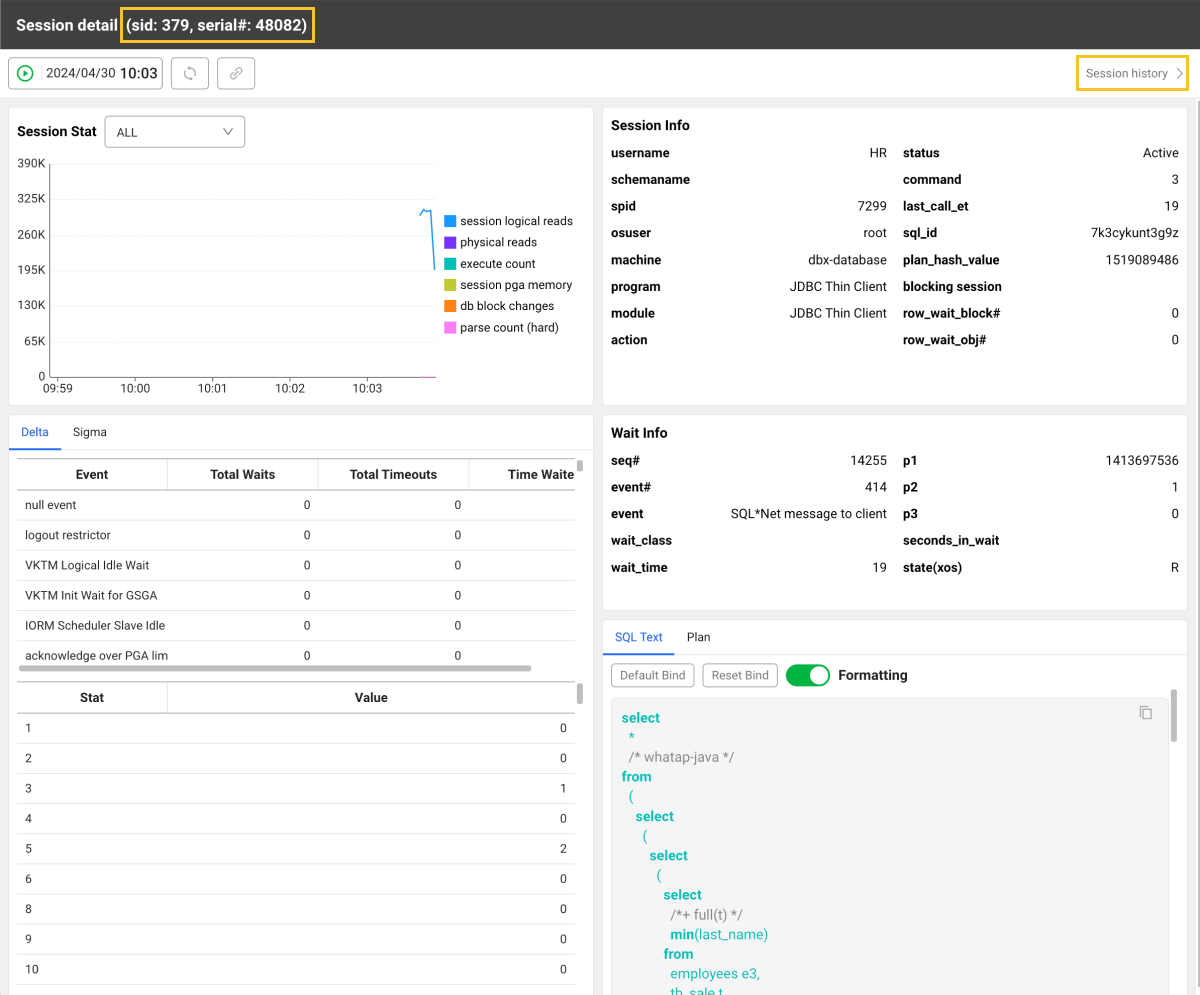 Session detail (sid: 379, serial#: 48082)
2024/04/30 10:03
Session history
Session Stat ALL
390K
325K
260K
195K
130K
65K
0
09:59 10:00 10:01 10:02 10:03
session logical reads
physical reads
execute count
session pga memory
db block changes
parse count (hard)
Session Info
username HR status Active
schemaname command 3
spid 7299 last_call_et 19
osuser root sql_id 7k3cykunt3g9z
machine dbx-database plan_hash_value 1519089486
program JDBC Thin Client blocking session
module JDBC Thin Client row_wait_block# 0
action row_wait_obj# 0
Delta Sigma
Event Total Waits Total Timeouts Time Waite
null event 0 0
logout restrictor 0 0
VKTM Logical Idle Wait 0 0
VKTM Init Wait for GSGA 0 0
IORM Scheduler Slave Idle 0 0
acknowledge over PGA lim 0 0
Stat Value
1 0
2 0
3 1
4 0
5 2
6 0
8 0
9 0
10 0
Wait Info
seq# 14255 p1 1413697536
event# 414 p2 1
event SQL*Net message to client p3 0
wait_class seconds_in_wait
wait_time 19 state(xos) R
SQL Text Plan
Default Bind Reset Bind Formatting
select
*
/* whatap-java */
from
(
select
(
select
(
select
/*+ full(t) */
min(last_name)
from
employees e3,
tb_sale t